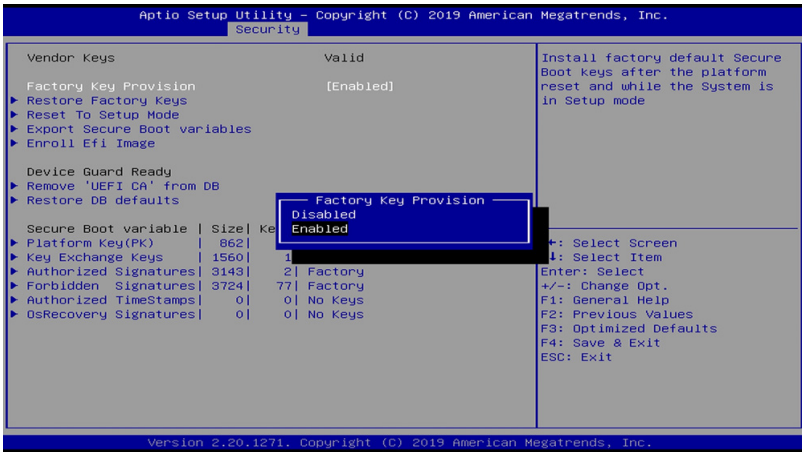 Aptio Setup Utility – Copyright (C) 2019 American Megatrends, Inc.
Security
Vendor Keys Valid
Factory Key Provision [Enabled]
Restore Factory Keys
Reset To Setup Mode
Export Secure Boot variables
Enroll Efi Image
Device Guard Ready
Remove 'UEFI CA' from DB
Restore DB defaults
Secure Boot variable | Size| Ke
Platform Key(PK) | 862|
Key Exchange Keys | 1560| 1
Authorized Signatures| 3143| 2| Factory
Forbidden Signatures| 3724| 77| Factory
Authorized TimeStamps| 0| 0| No Keys
OsRecovery Signatures| 0| 0| No Keys
Factory Key Provision
Disabled
Enabled
Install factory default Secure
Boot keys after the platform
reset and while the System is
in Setup mode
: Select Screen
: Select Item
Enter: Select
+/-: Change Opt.
F1: General Help
F2: Previous Values
F3: Optimized Defaults
F4: Save & Exit
ESC: Exit
Version 2.20.1271. Copyright (C) 2019 American Megatrends, Inc.